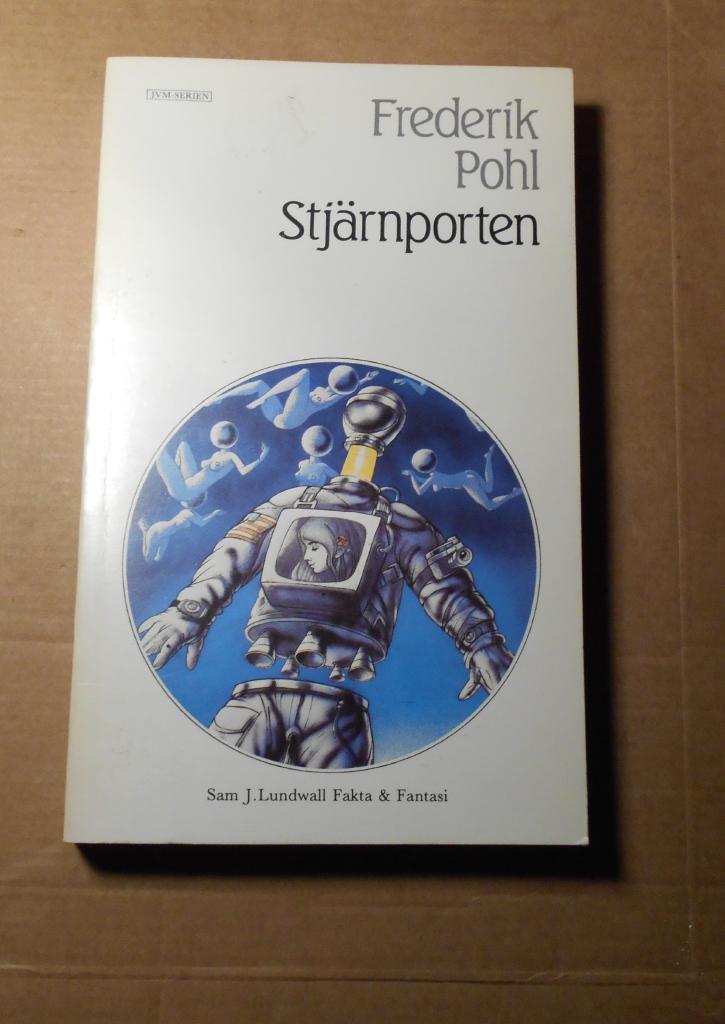 JVM-SERIEN
Frederik
Pohl
Stjärnporten
Sam J.Lundwall Fakta & Fantasi